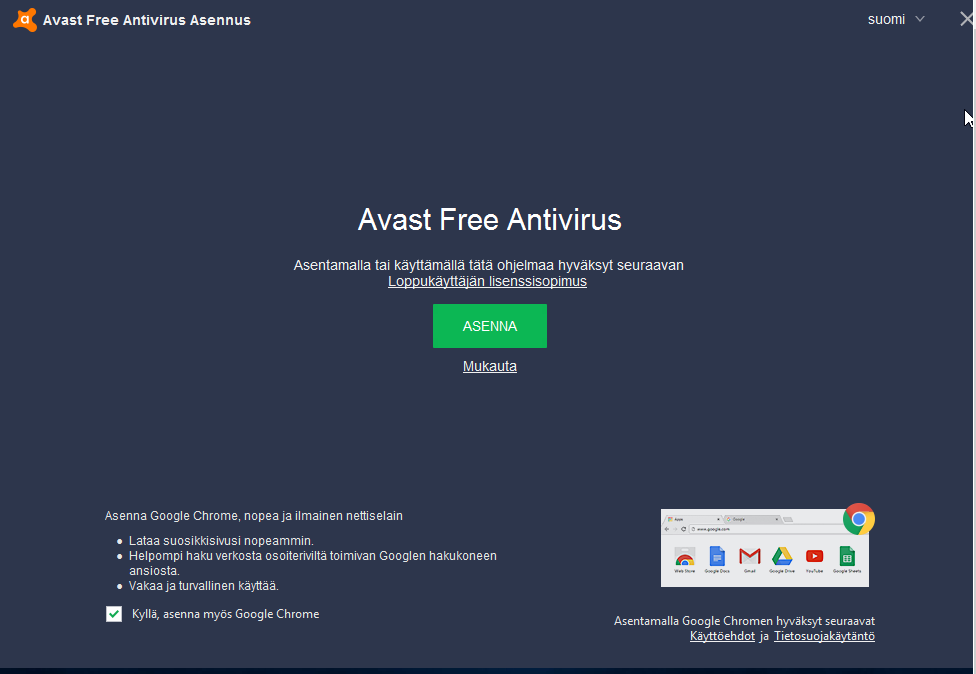 Avast Free Antivirus Asennus
suomi
Avast Free Antivirus
Asentamalla tai käyttämällä tätä ohjelmaa hyväksyt seuraavan
Loppukäyttäjän lisenssisopimus
ASENNA
Mukauta
Asenna Google Chrome, nopea ja ilmainen nettiselain
Lataa suosikkisivusi nopeammin.
Helpompi haku verkosta osoiteriviltä toimivan Googlen hakukoneen
ansiosta.
Vakaa ja turvallinen käyttää.
Kyllä, asenna myös Google Chrome
Apps
Google
www.google.com
Web Store
Google Docs
Gmail
Google Drive
YouTube
Google Sheets
Asentamalla Google Chromen hyväksyt seuraavat
Käyttöehdot ja Tietosuojakäytäntö